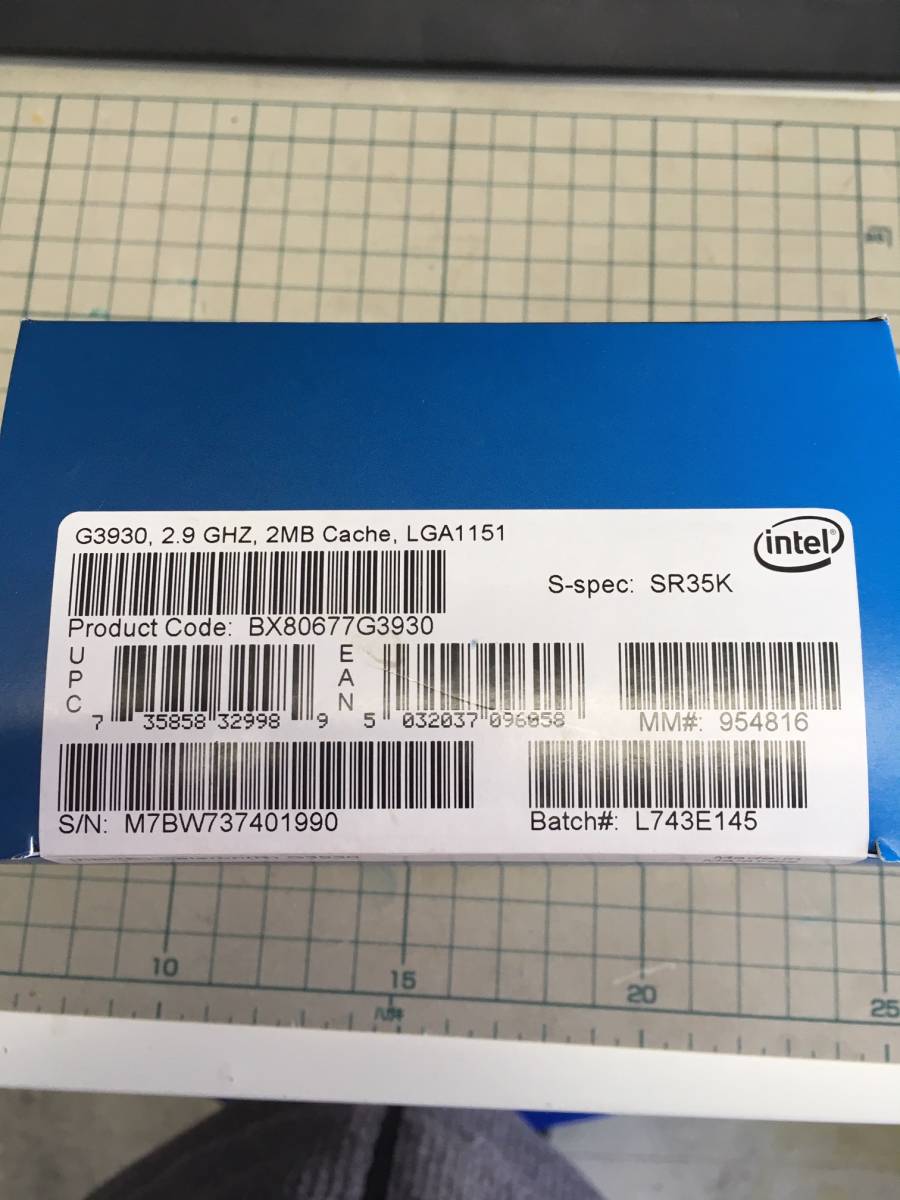 G3930, 2.9 GHZ, 2MB Cache, LGA1151
intel®
S-spec: SR35K
Product Code: BX80677G3930
UPC
7 35858 32998 9
EAN
5 032037 096058
MM#: 954816
S/N: M7BW737401990
Batch#: L743E145
10
15
20
25